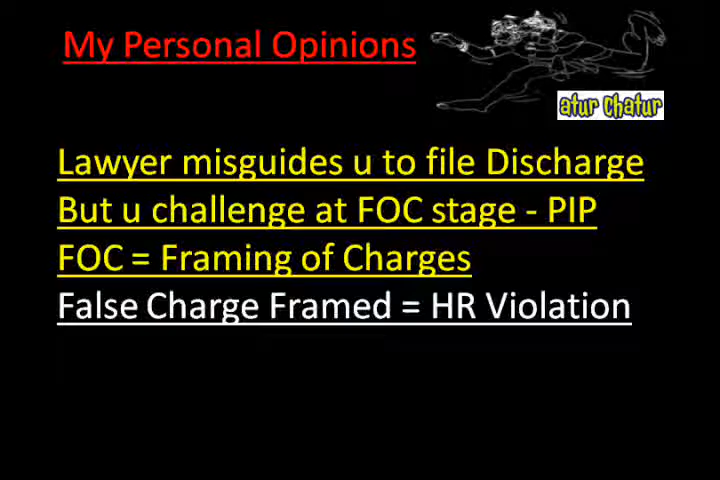 My Personal Opinions
atur chatur
Lawyer misguides u to file Discharge
But u challenge at FOC stage - PIP
FOC = Framing of Charges
False Charge Framed = HR Violation